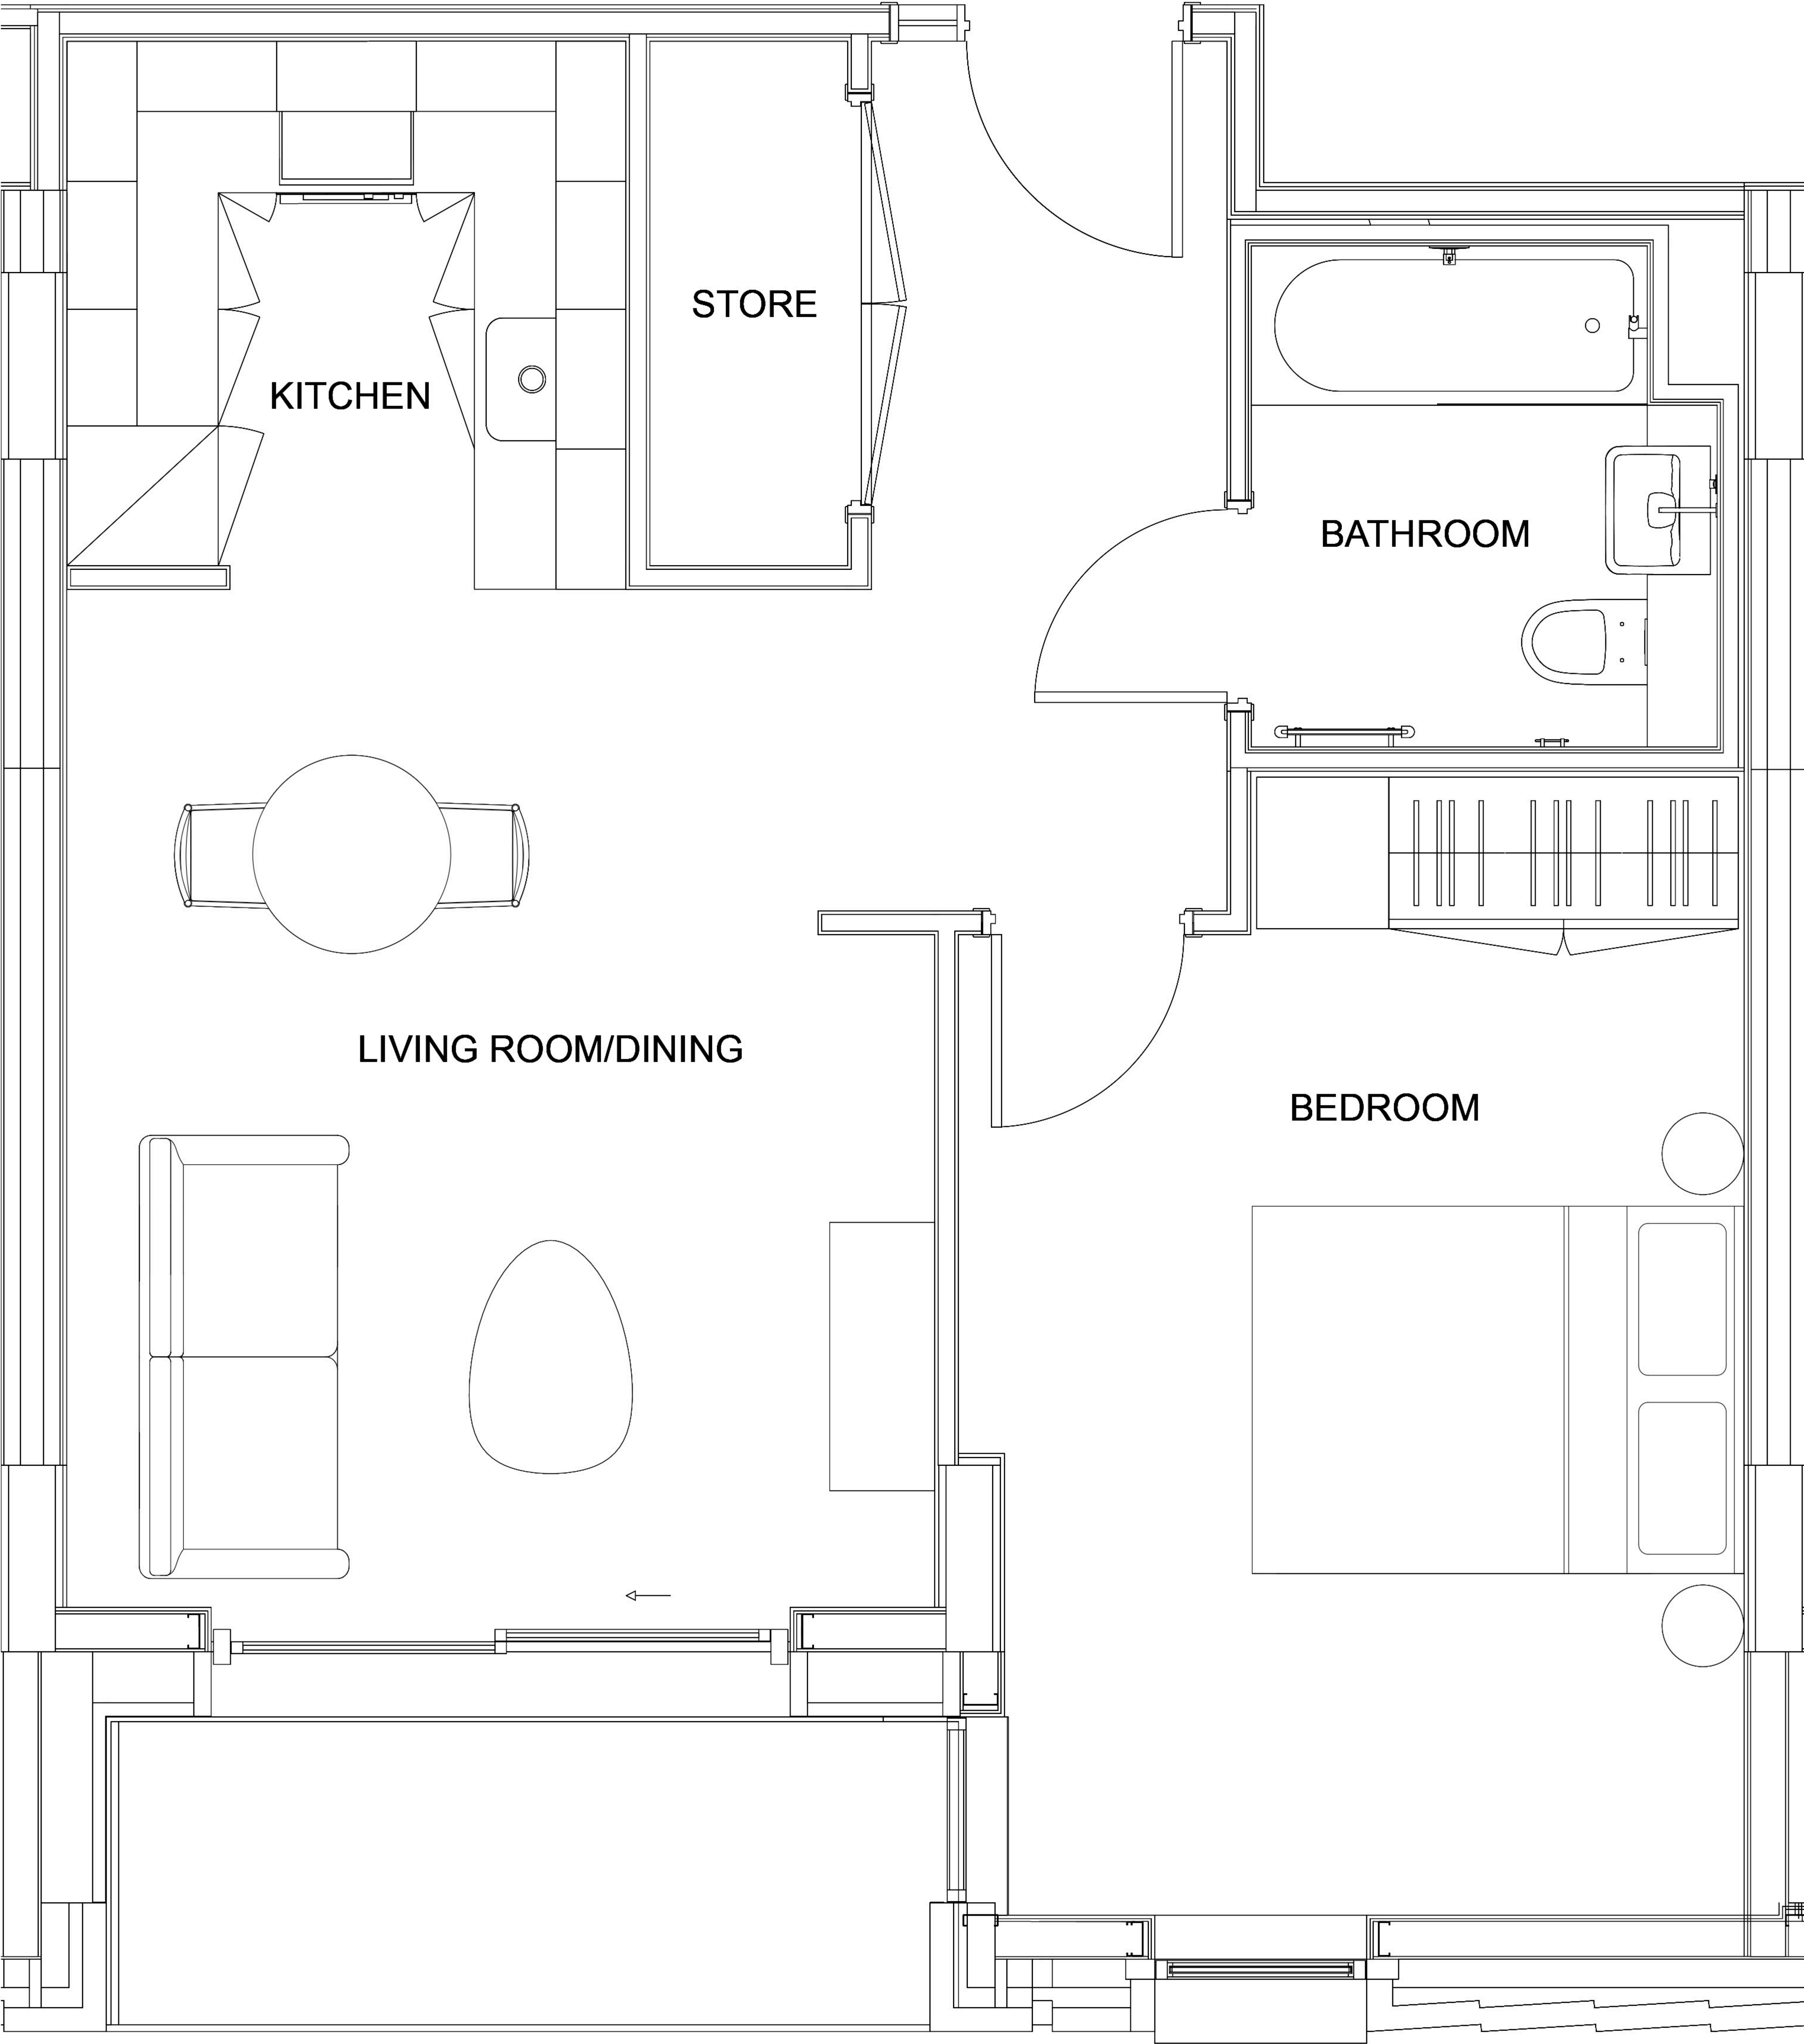 STORE
KITCHEN
BATHROOM
LIVING ROOM/DINING
BEDROOM